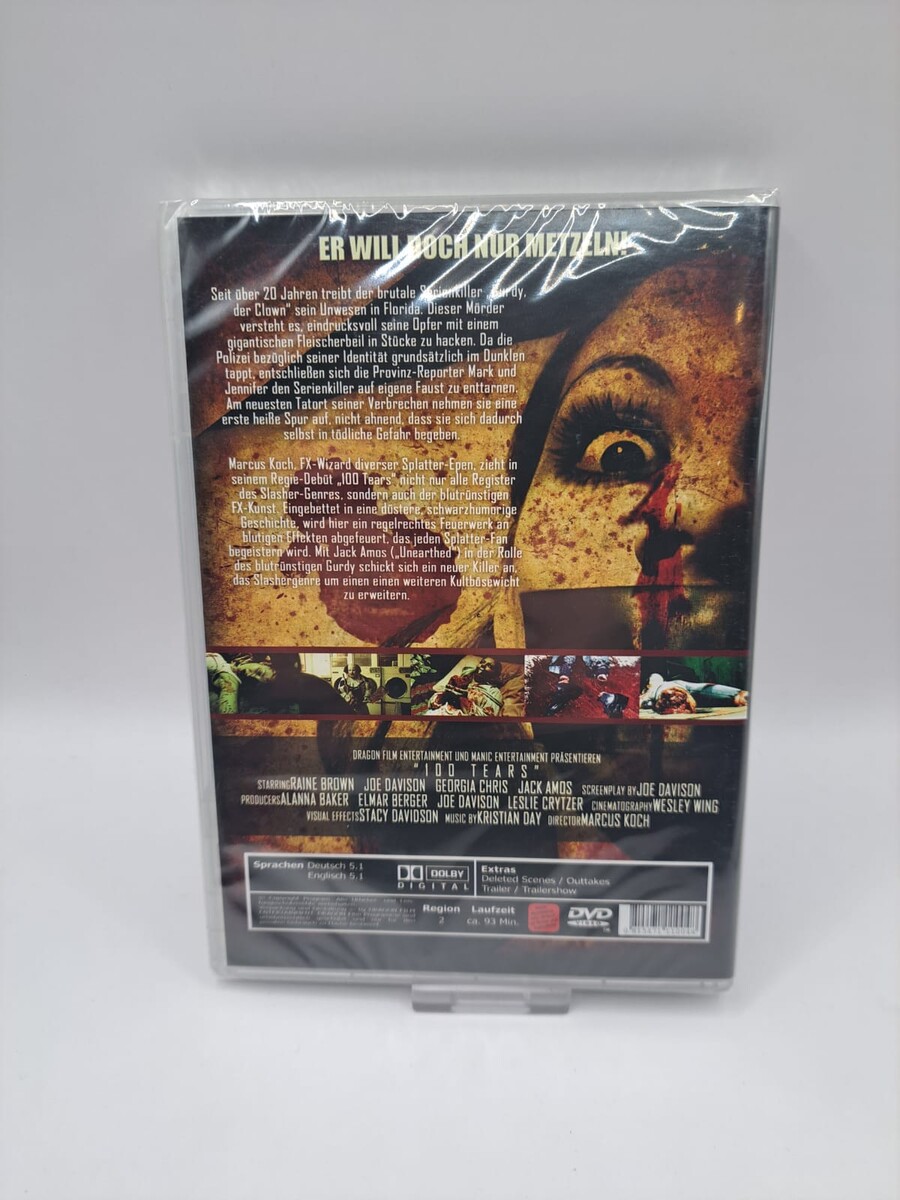 ER WILL DOCH NUR METZELN!
Seit über 20 Jahren treibt der brutale Serienkiller „Gurdy,
der Clown“ sein Unwesen in Florida. Dieser Mörder
versteht es, eindrucksvoll seine Opfer mit einem
gigantischen Fleischerbeil in Stücke zu hacken. Da die
Polizei bezüglich seiner Identität grundsätzlich im Dunklen
tappt, entschließen sich die Provinz-Reporter Mark und
Jennifer den Serienkiller auf eigene Faust zu enttarnen.
Am neuesten Tatort seiner Verbrechen nehmen sie eine
erste heiße Spur auf, nicht ahnend, dass sie sich dadurch
selbst in tödliche Gefahr begeben.
Marcus Koch, FX-Wizard diverser Splatter-Epen, zieht in
seinem Regie-Debüt „100 Tears“ nicht nur alle Register
des Slasher-Genres, sondern auch der blutrünstigen
FX-Kunst. Eingebettet in eine düstere, schwarzhumorige
Geschichte, wird hier ein regelrechtes Feuerwerk an
blutigen Effekten abgefeuert, das jeden Splatter-Fan
begeistern wird. Mit Jack Amos („Unearthed“) in der Rolle
des blutrünstigen Gurdy schickt sich ein neuer Killer an,
das Slashergenre um einen einen weiteren Kultbösewicht
zu erweitern.
DRAGON FILM ENTERTAINMENT UND MANIC ENTERTAINMENT PRÄSENTIEREN
"100 TEARS"
STARRING RAINE BROWN JOE DAVISON GEORGIA CHRIS JACK AMOS SCREENPLAY BY JOE DAVISON
PRODUCERS ALANNA BAKER ELMAR BERGER JOE DAVISON LESLIE CRYTZER CINEMATOGRAPHY WESLEY WING
VISUAL EFFECTS STACY DAVIDSON MUSIC BY KRISTIAN DAY DIRECTOR MARCUS KOCH
Sprachen Deutsch 5.1
Englisch 5.1
DOLBY
DIGITAL
Extras
Deleted Scenes / Outtakes
Trailer / Trailershow
Region
2
Laufzeit
ca. 93 Min.
DVD
VIDEO